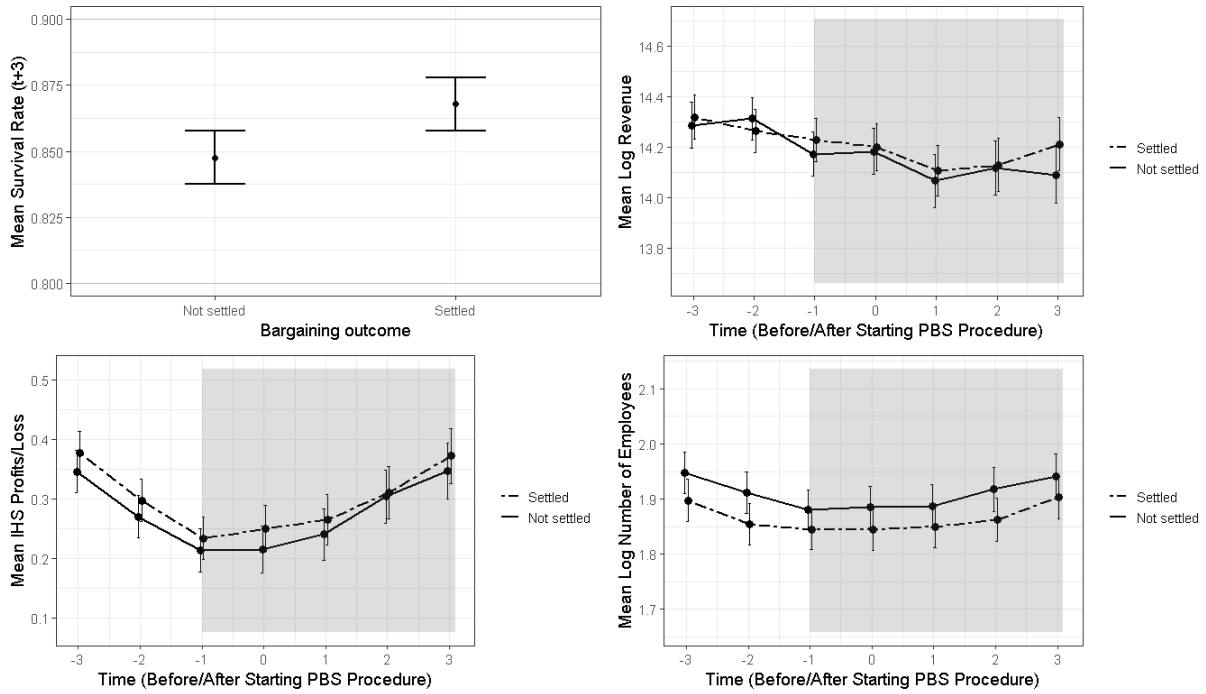 0.900
0.875
0.850
0.825
0.800
Mean Survival Rate (t+3)
Not settled
Settled
Bargaining outcome
14.6
14.4
14.2
14.0
13.8
Mean Log Revenue
-3 -2 -1 0 1 2 3
Time (Before/After Starting PBS Procedure)
Settled
Not settled
0.5
0.4
0.3
0.2
0.1
Mean IHS Profits/Loss
-3 -2 -1 0 1 2 3
Time (Before/After Starting PBS Procedure)
Settled
Not settled
2.1
2.0
1.9
1.8
1.7
Mean Log Number of Employees
-3 -2 -1 0 1 2 3
Time (Before/After Starting PBS Procedure)
Settled
Not settled